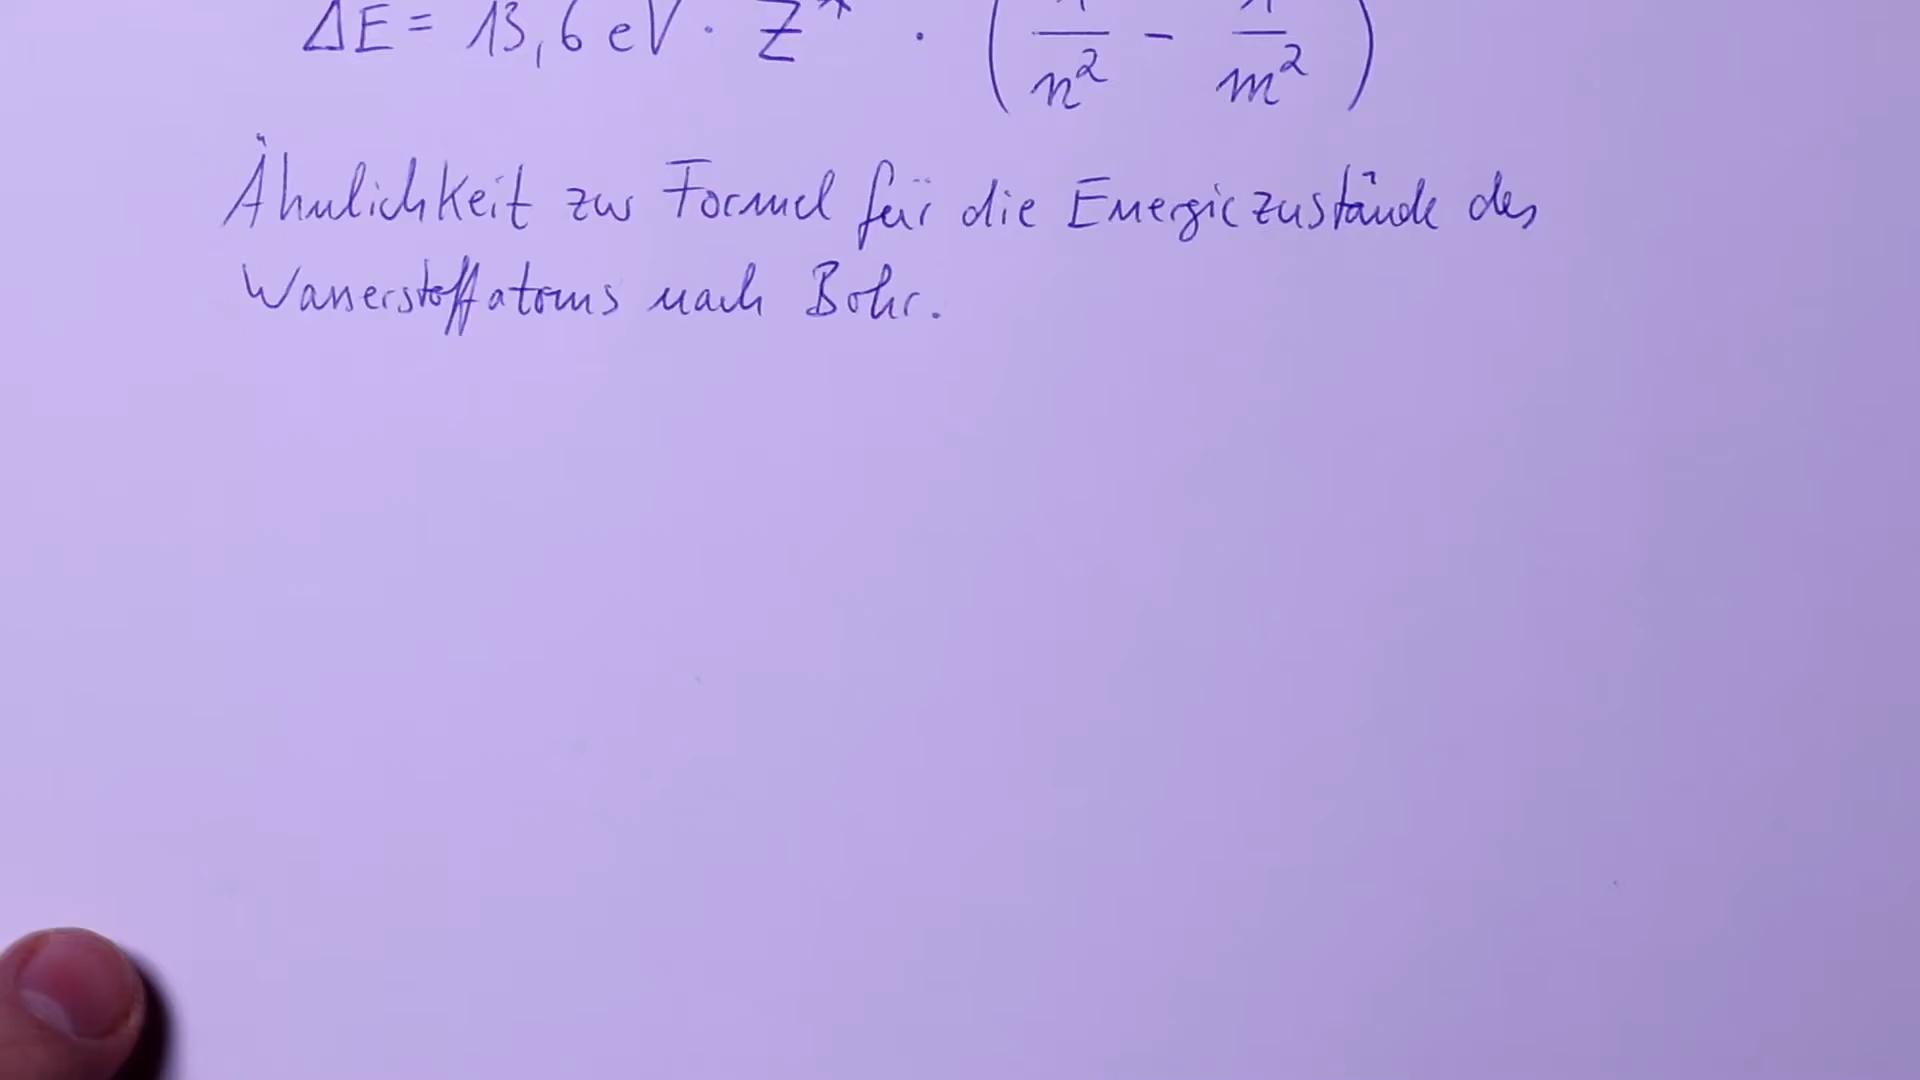 ΔE = 13,6 eV · Z* · (1/n² − 1/m²)
Ähnlichkeit zur Formel für die Energiezustände des
Wasserstoffatoms nach Bohr.